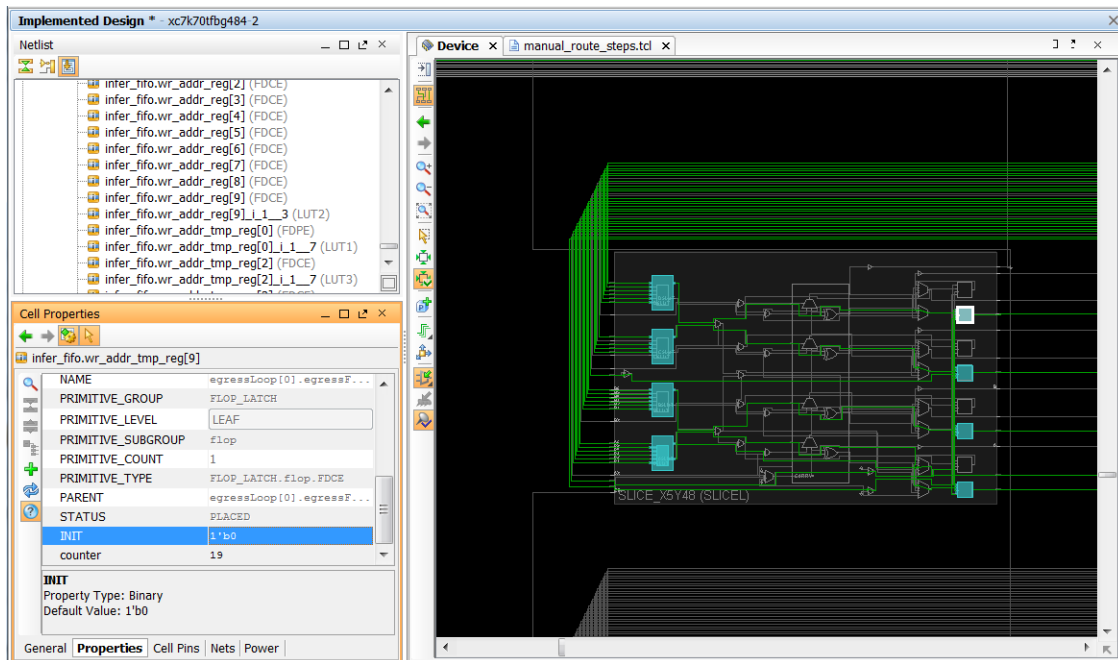 Implemented Design * - xc7k70tfbg484-2
Netlist
infer_fifo.wr_addr_reg[2] (FDCE)
infer_fifo.wr_addr_reg[3] (FDCE)
infer_fifo.wr_addr_reg[4] (FDCE)
infer_fifo.wr_addr_reg[5] (FDCE)
infer_fifo.wr_addr_reg[6] (FDCE)
infer_fifo.wr_addr_reg[7] (FDCE)
infer_fifo.wr_addr_reg[8] (FDCE)
infer_fifo.wr_addr_reg[9] (FDCE)
infer_fifo.wr_addr_reg[9]_i_1__3 (LUT2)
infer_fifo.wr_addr_tmp_reg[0] (FDPE)
infer_fifo.wr_addr_tmp_reg[0]_i_1__7 (LUT1)
infer_fifo.wr_addr_tmp_reg[2] (FDCE)
infer_fifo.wr_addr_tmp_reg[2]_i_1__7 (LUT3)
Cell Properties
infer_fifo.wr_addr_tmp_reg[9]
NAME egressLoop[0].egressF...
PRIMITIVE_GROUP FLOP_LATCH
PRIMITIVE_LEVEL LEAF
PRIMITIVE_SUBGROUP flop
PRIMITIVE_COUNT 1
PRIMITIVE_TYPE FLOP_LATCH.flop.FDCE
PARENT egressLoop[0].egressF...
STATUS PLACED
INIT 1'b0
counter 19
INIT
Property Type: Binary
Default Value: 1'b0
General Properties Cell Pins Nets Power
Device manual_route_steps.tcl
SLICE_X5Y48 (SLICEL)